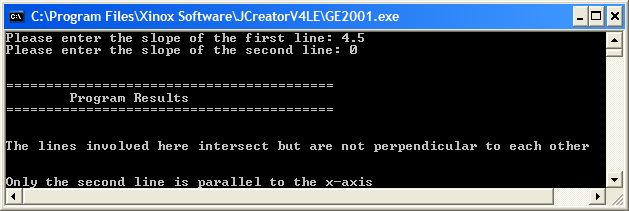 C:\Program Files\Xinox Software\JCreatorV4LE\GE2001.exe
Please enter the slope of the first line: 4.5
Please enter the slope of the second line: 0
=========================================
Program Results
=========================================
The lines involved here intersect but are not perpendicular to each other
Only the second line is parallel to the x-axis